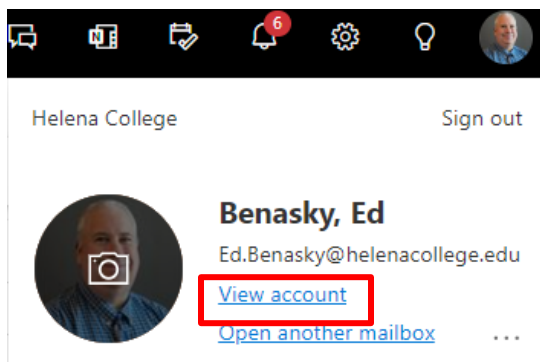 6
Helena College Sign out
Benasky, Ed
Ed.Benasky@helenacollege.edu
View account
Open another mailbox ...